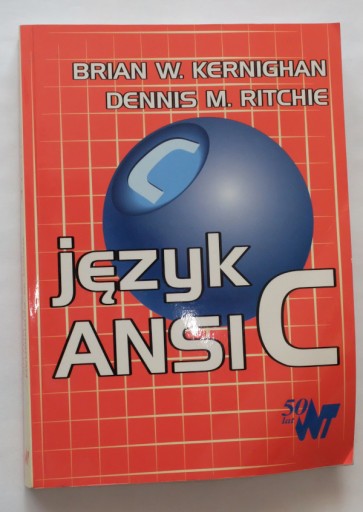 BRIAN W. KERNIGHAN
DENNIS M. RITCHIE
C
język
ANSI C
50
lat
WNT